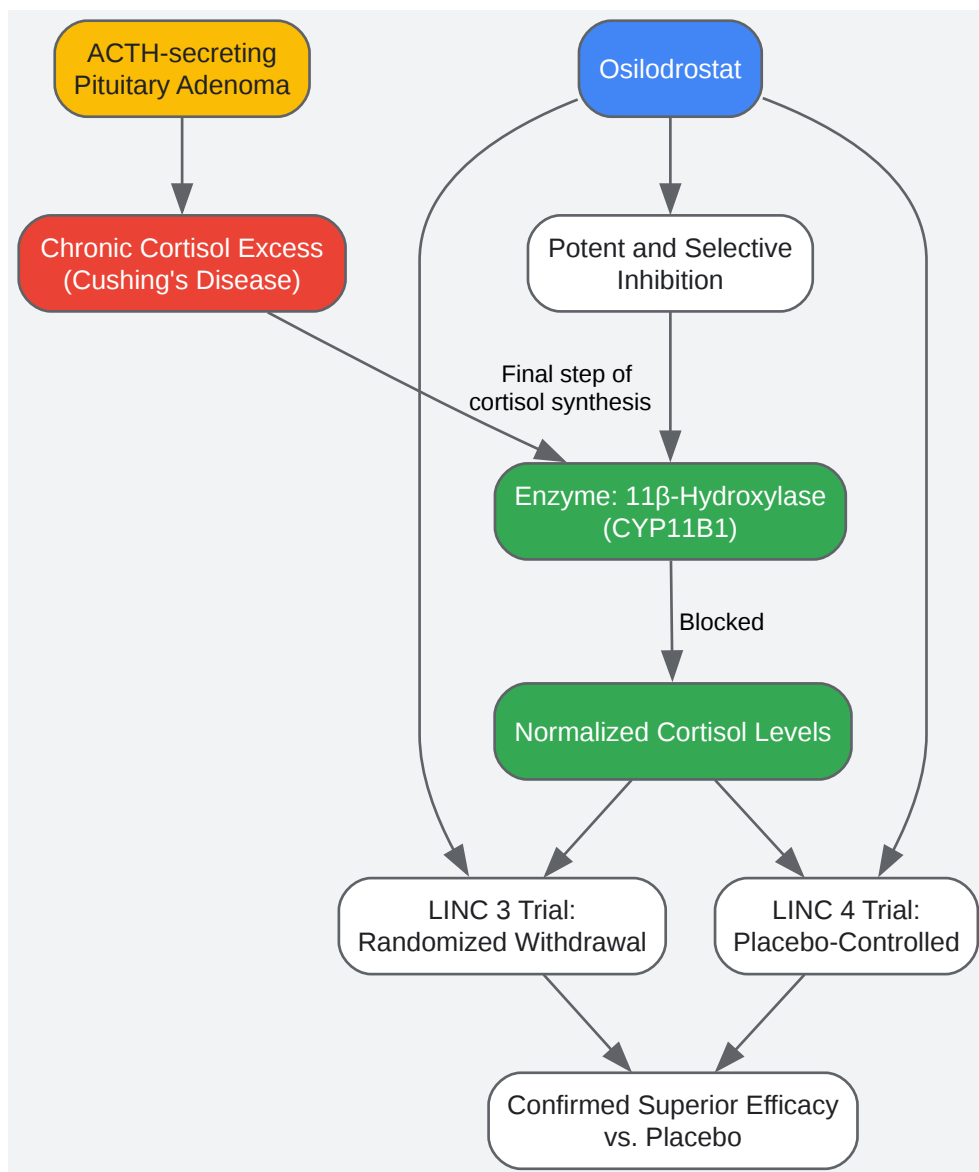 ACTH-secreting
Pituitary Adenoma
Osilodrostat
Chronic Cortisol Excess
(Cushing's Disease)
Potent and Selective
Inhibition
Final step of
cortisol synthesis
Enzyme: 11β-Hydroxylase
(CYP11B1)
Blocked
Normalized Cortisol Levels
LINC 3 Trial:
Randomized Withdrawal
LINC 4 Trial:
Placebo-Controlled
Confirmed Superior Efficacy
vs. Placebo